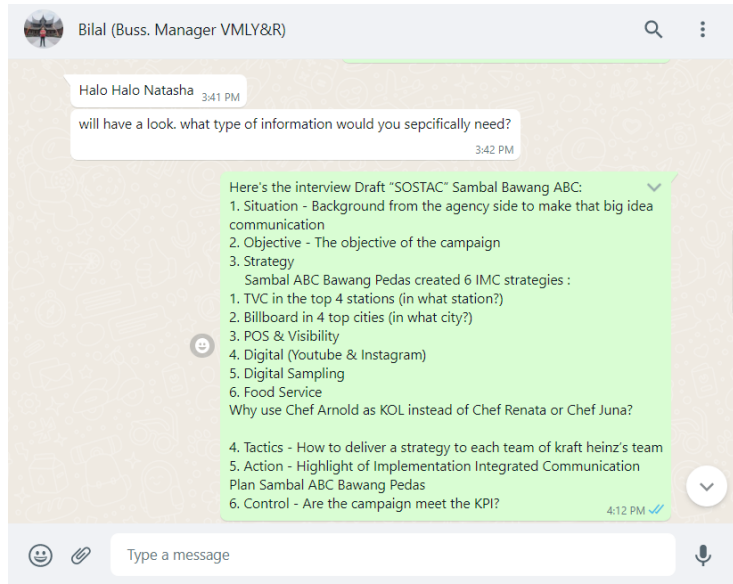 Bilal (Buss. Manager VMLY&R)
Halo Halo Natasha
3:41 PM
will have a look. what type of information would you sepcifically need?
3:42 PM
Here's the interview Draft "SOSTAC" Sambal Bawang ABC:
1. Situation - Background from the agency side to make that big idea
communication
2. Objective - The objective of the campaign
3. Strategy
Sambal ABC Bawang Pedas created 6 IMC strategies :
1. TVC in the top 4 stations (in what station?)
2. Billboard in 4 top cities (in what city?)
3. POS & Visibility
4. Digital (Youtube & Instagram)
5. Digital Sampling
6. Food Service
Why use Chef Arnold as KOL instead of Chef Renata or Chef Juna?
4. Tactics - How to deliver a strategy to each team of kraft heinz's team
5. Action - Highlight of Implementation Integrated Communication
Plan Sambal ABC Bawang Pedas
6. Control - Are the campaign meet the KPI?
4:12 PM
Type a message